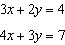 3x + 2y = 4
4x + 3y = 7